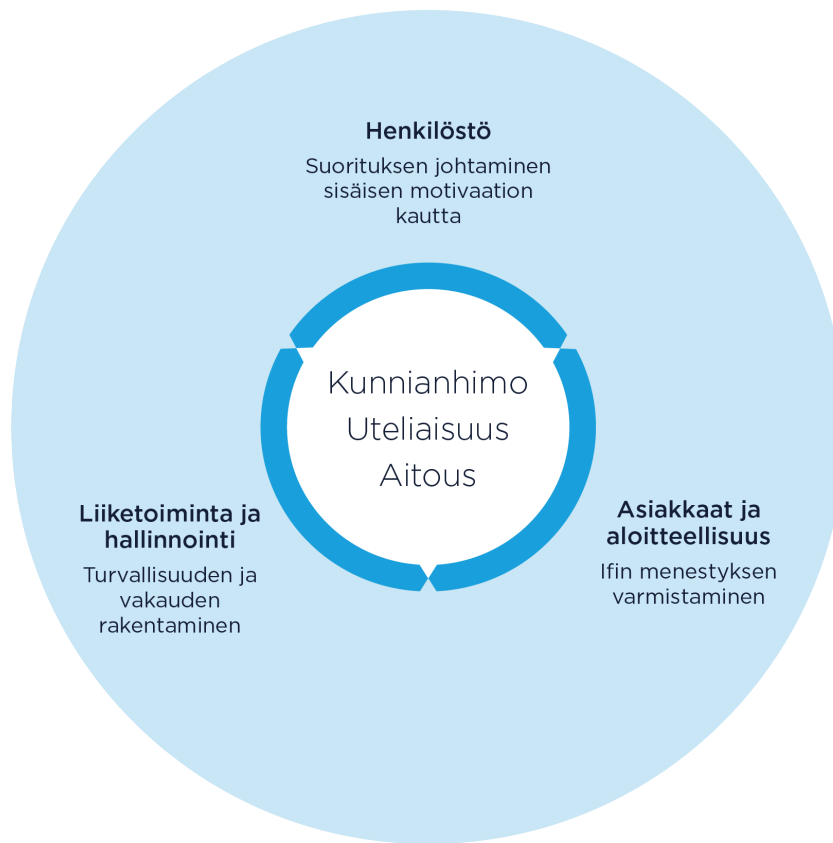 Henkilöstö
Suorituksen johtaminen
sisäisen motivaation
kautta
Kunnianhimo
Uteliaisuus
Aitous
Liiketoiminta ja
hallinnointi
Turvallisuuden ja
vakauden
rakentaminen
Asiakkaat ja
aloitteellisuus
Ifin menestyksen
varmistaminen